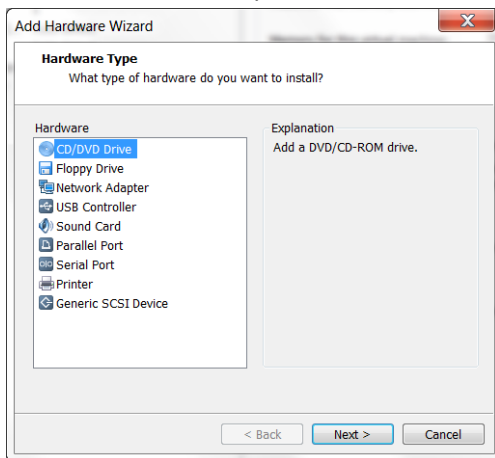 Add Hardware Wizard
Hardware Type
What type of hardware do you want to install?
Hardware
Explanation
CD/DVD Drive
Add a DVD/CD-ROM drive.
Floppy Drive
Network Adapter
USB Controller
Sound Card
Parallel Port
Serial Port
Printer
Generic SCSI Device
< Back
Next >
Cancel